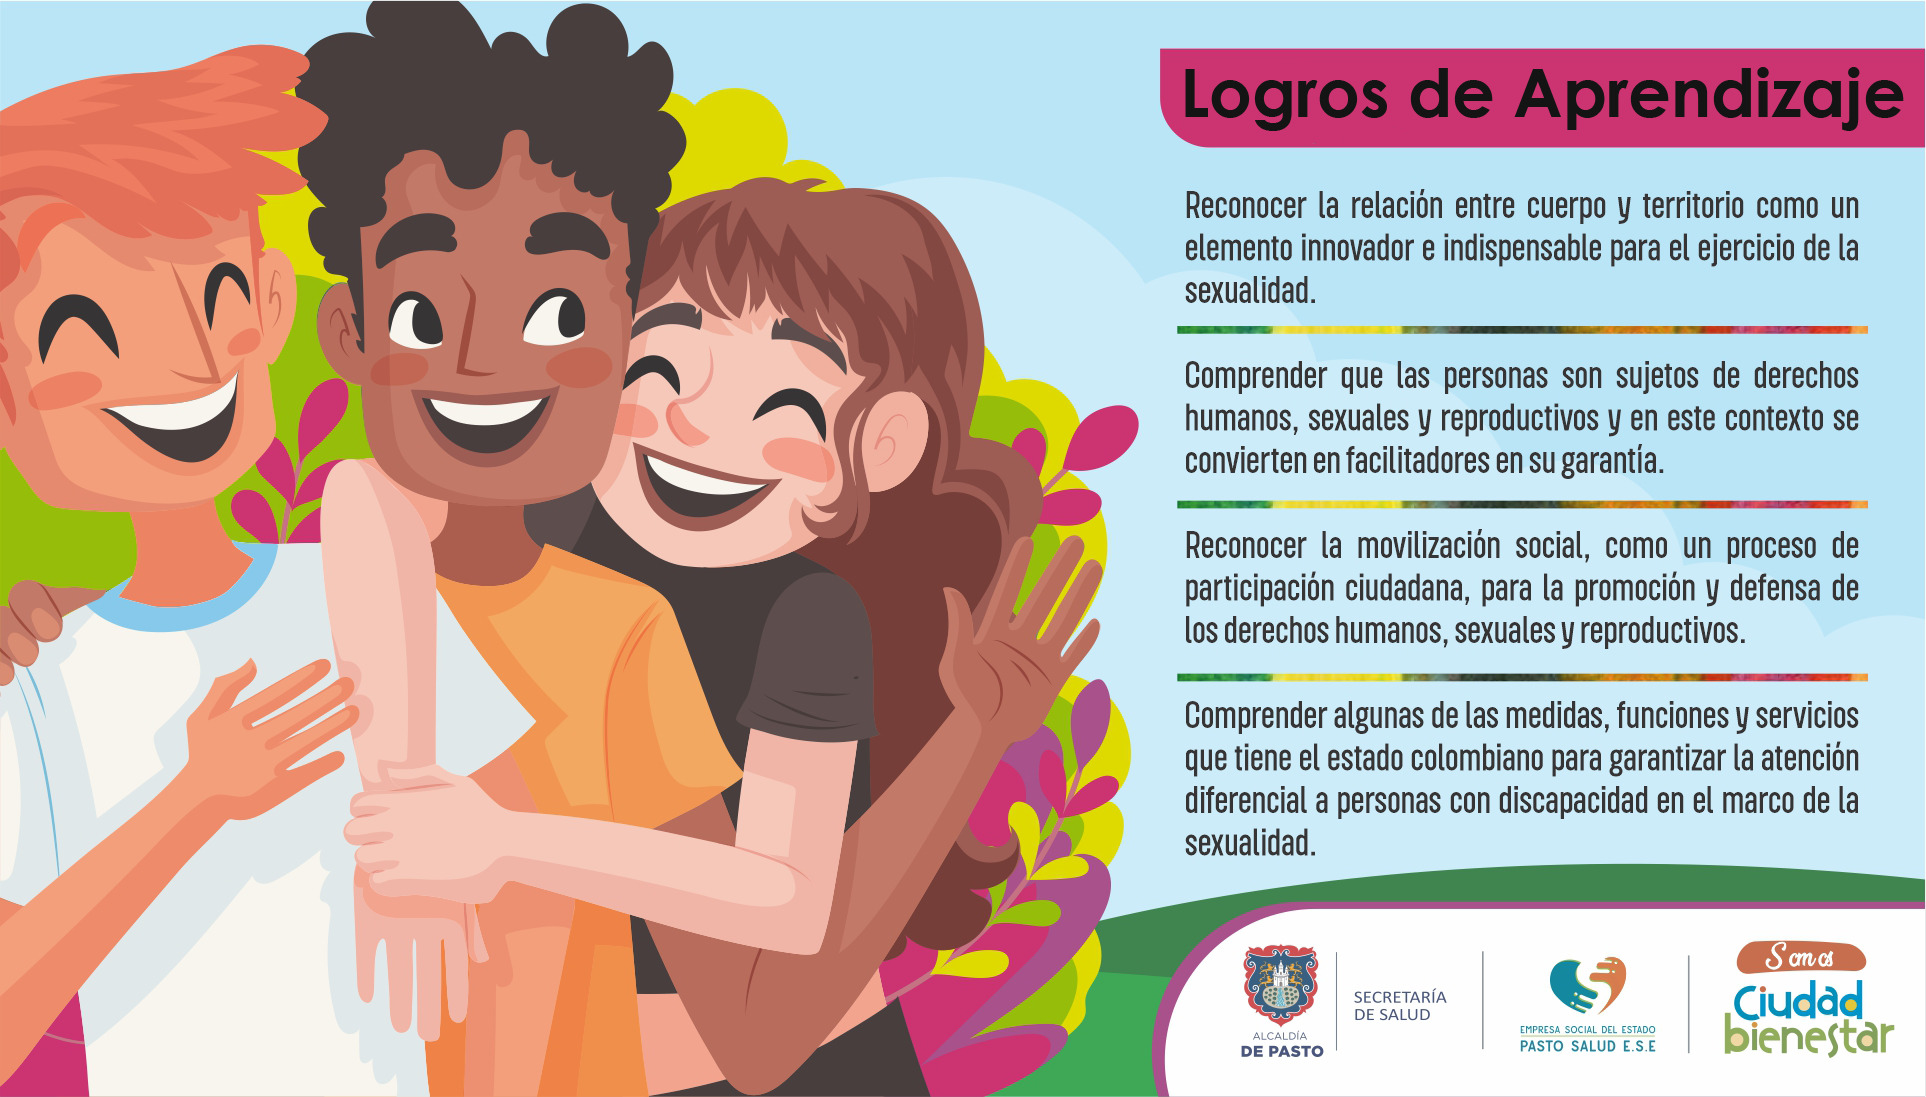 Logros de Aprendizaje
Reconocer la relación entre cuerpo y territorio como un
elemento innovador e indispensable para el ejercicio de la
sexualidad.
Comprender que las personas son sujetos de derechos
humanos, sexuales y reproductivos y en este contexto se
convierten en facilitadores en su garantía.
Reconocer la movilización social, como un proceso de
participación ciudadana, para la promoción y defensa de
los derechos humanos, sexuales y reproductivos.
Comprender algunas de las medidas, funciones y servicios
que tiene el estado colombiano para garantizar la atención
diferencial a personas con discapacidad en el marco de la
sexualidad.
ALCALDÍA
DE PASTO
SECRETARÍA
DE SALUD
EMPRESA SOCIAL DEL ESTADO
PASTO SALUD E.S.E
Somos
Ciudad
bienestar